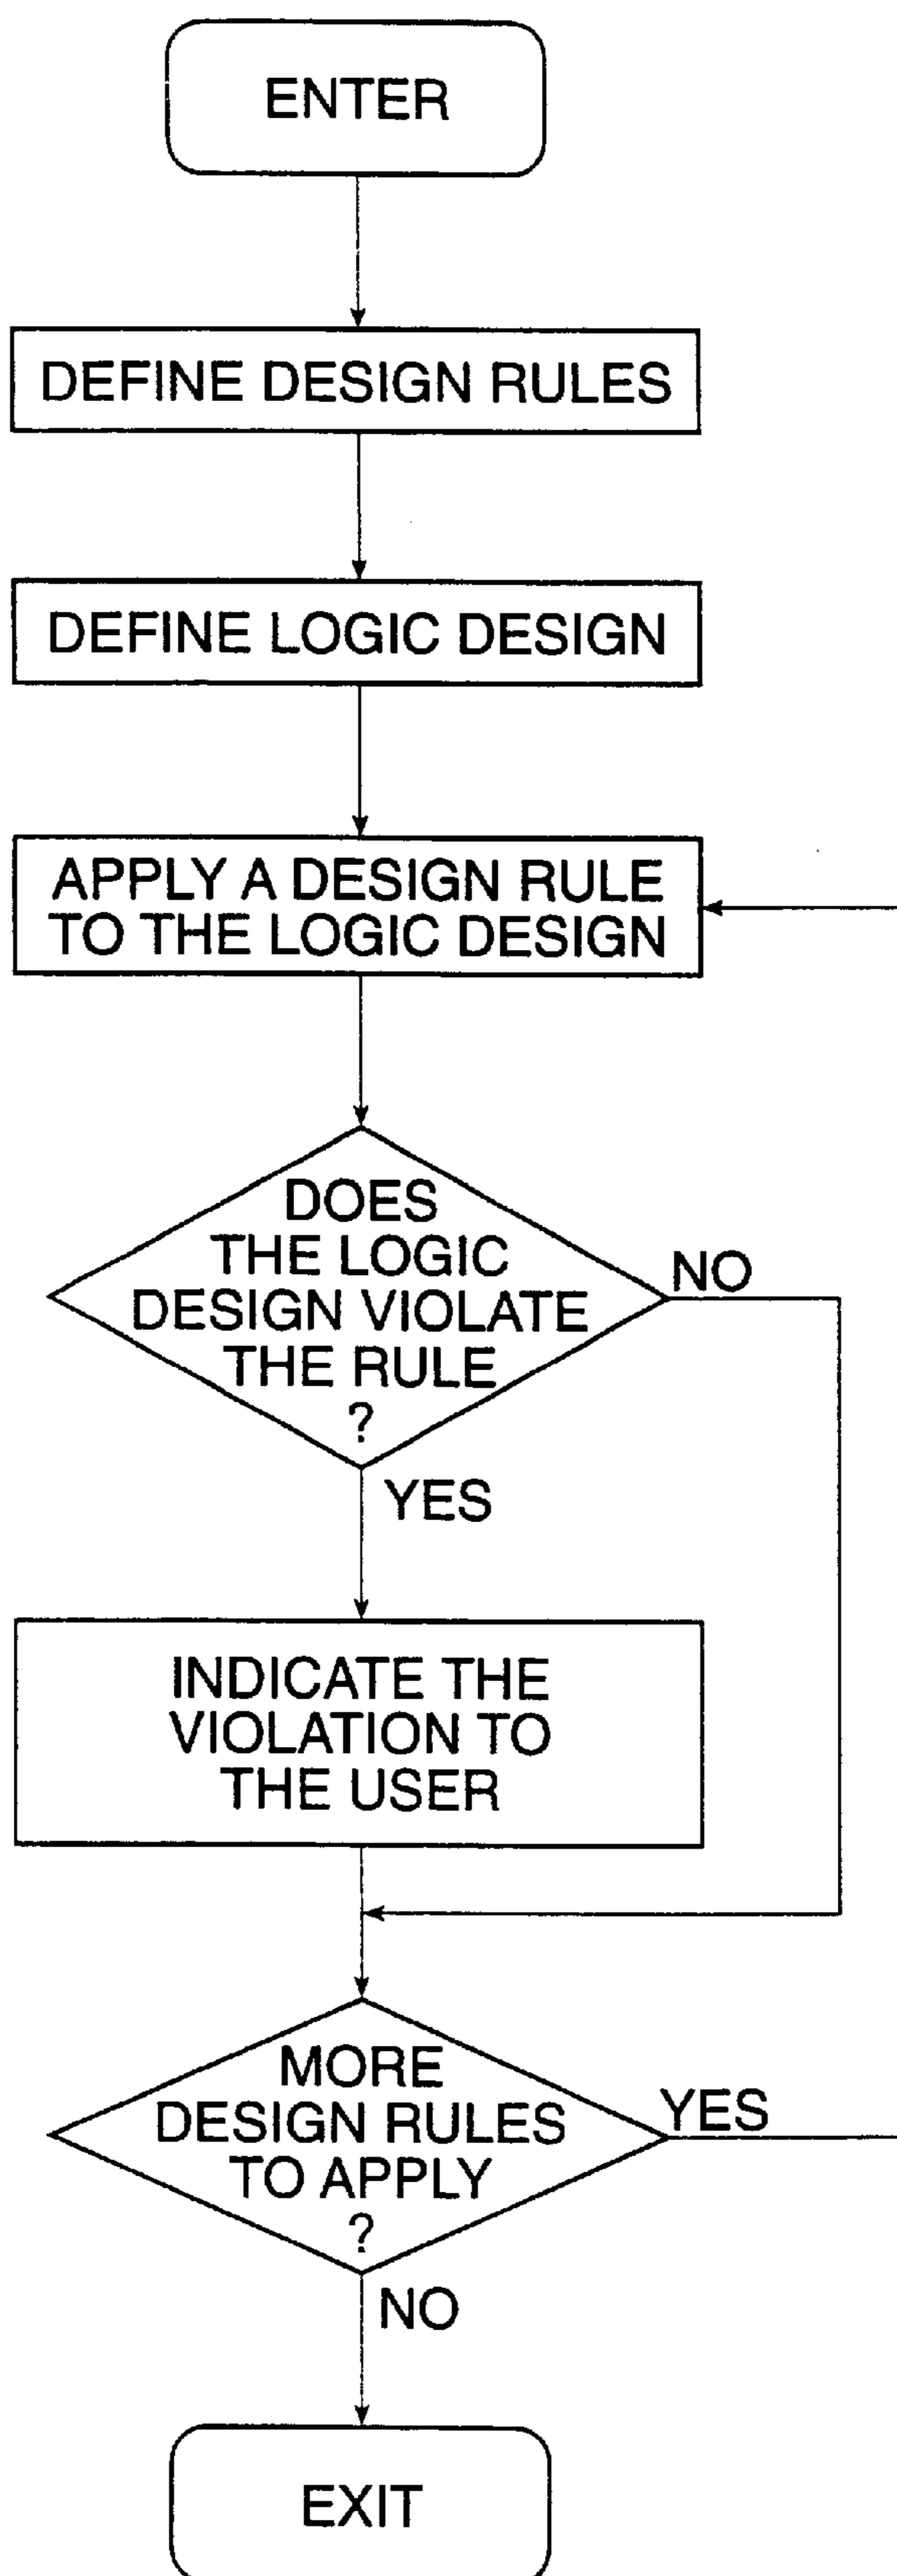 ENTER
DEFINE DESIGN RULES
DEFINE LOGIC DESIGN
APPLY A DESIGN RULE
TO THE LOGIC DESIGN
DOES
THE LOGIC
DESIGN VIOLATE
THE RULE
?
NO
YES
INDICATE THE
VIOLATION TO
THE USER
MORE
DESIGN RULES
TO APPLY
?
YES
NO
EXIT